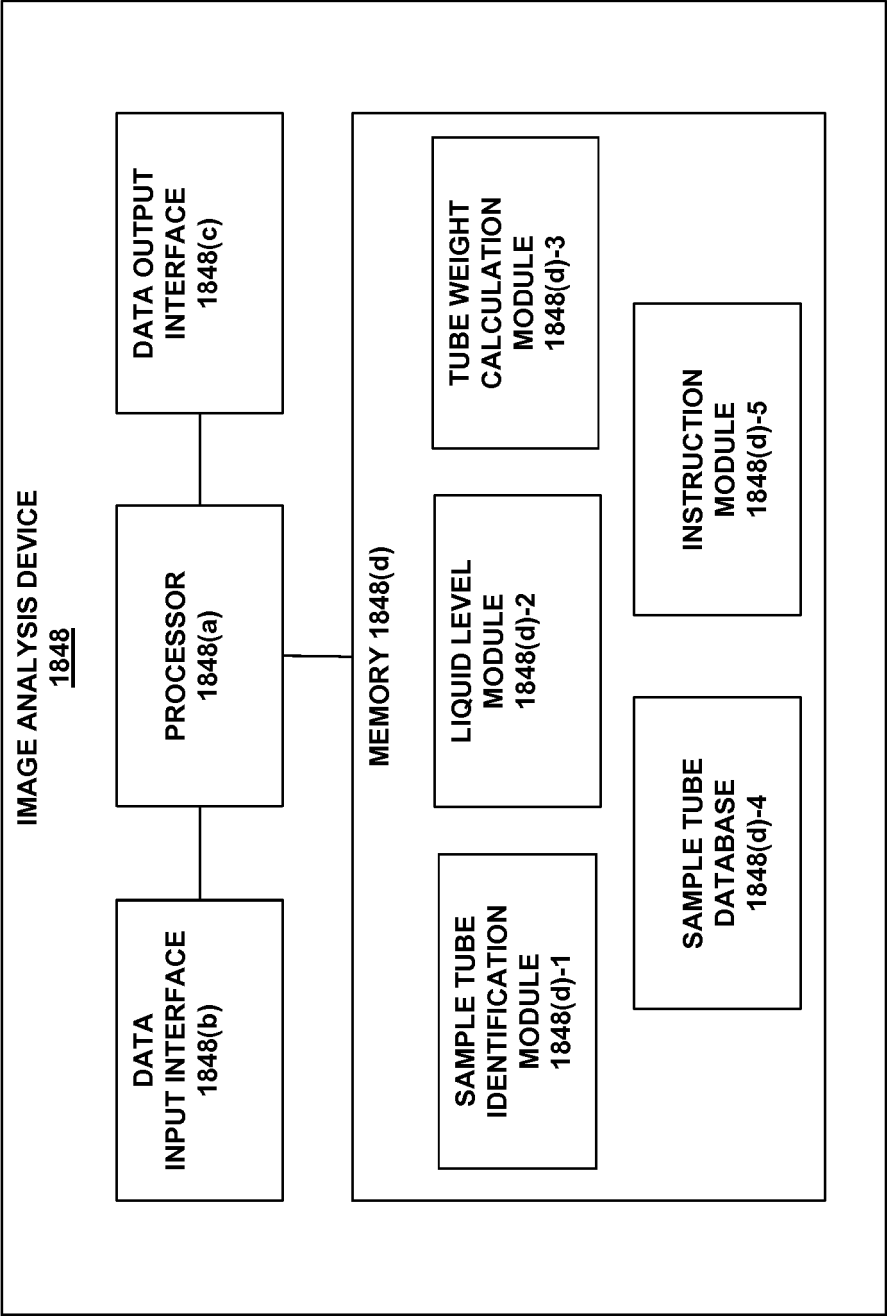 IMAGE ANALYSIS DEVICE
1848
DATA
INPUT INTERFACE
1848(b)
PROCESSOR
1848(a)
DATA OUTPUT
INTERFACE
1848(c)
MEMORY 1848(d)
SAMPLE TUBE
IDENTIFICATION
MODULE
1848(d)-1
LIQUID LEVEL
MODULE
1848(d)-2
TUBE WEIGHT
CALCULATION
MODULE
1848(d)-3
SAMPLE TUBE
DATABASE
1848(d)-4
INSTRUCTION
MODULE
1848(d)-5